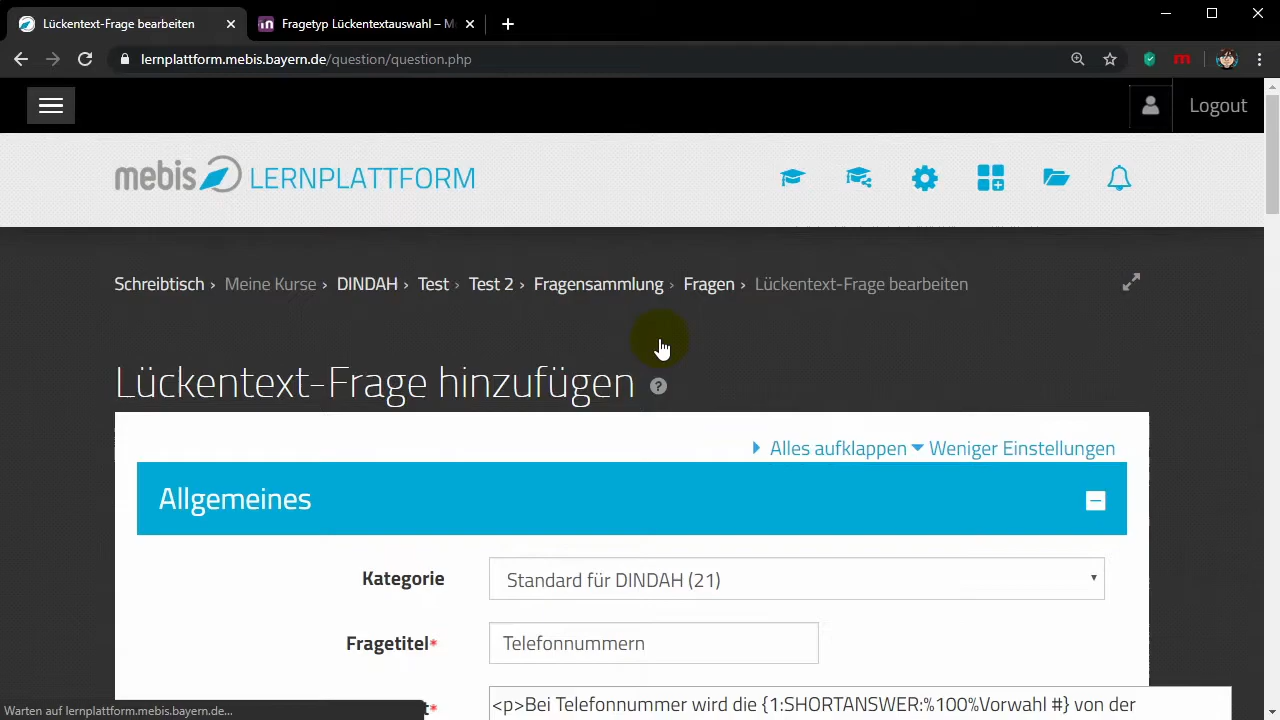 Lückentext-Frage bearbeiten
Fragetyp Lückentextauswahl – M
lernplattform.mebis.bayern.de/question/question.php
Logout
mebis LERNPLATTFORM
Schreibtisch › Meine Kurse › DINDAH › Test › Test 2 › Fragensammlung › Fragen › Lückentext-Frage bearbeiten
Lückentext-Frage hinzufügen
Alles aufklappen Weniger Einstellungen
Allgemeines
Kategorie Standard für DINDAH (21)
Fragetitel* Telefonnummern
<p>Bei Telefonnummer wird die {1:SHORTANSWER:%100%Vorwahl #} von der
Warten auf lernplattform.mebis.bayern.de...